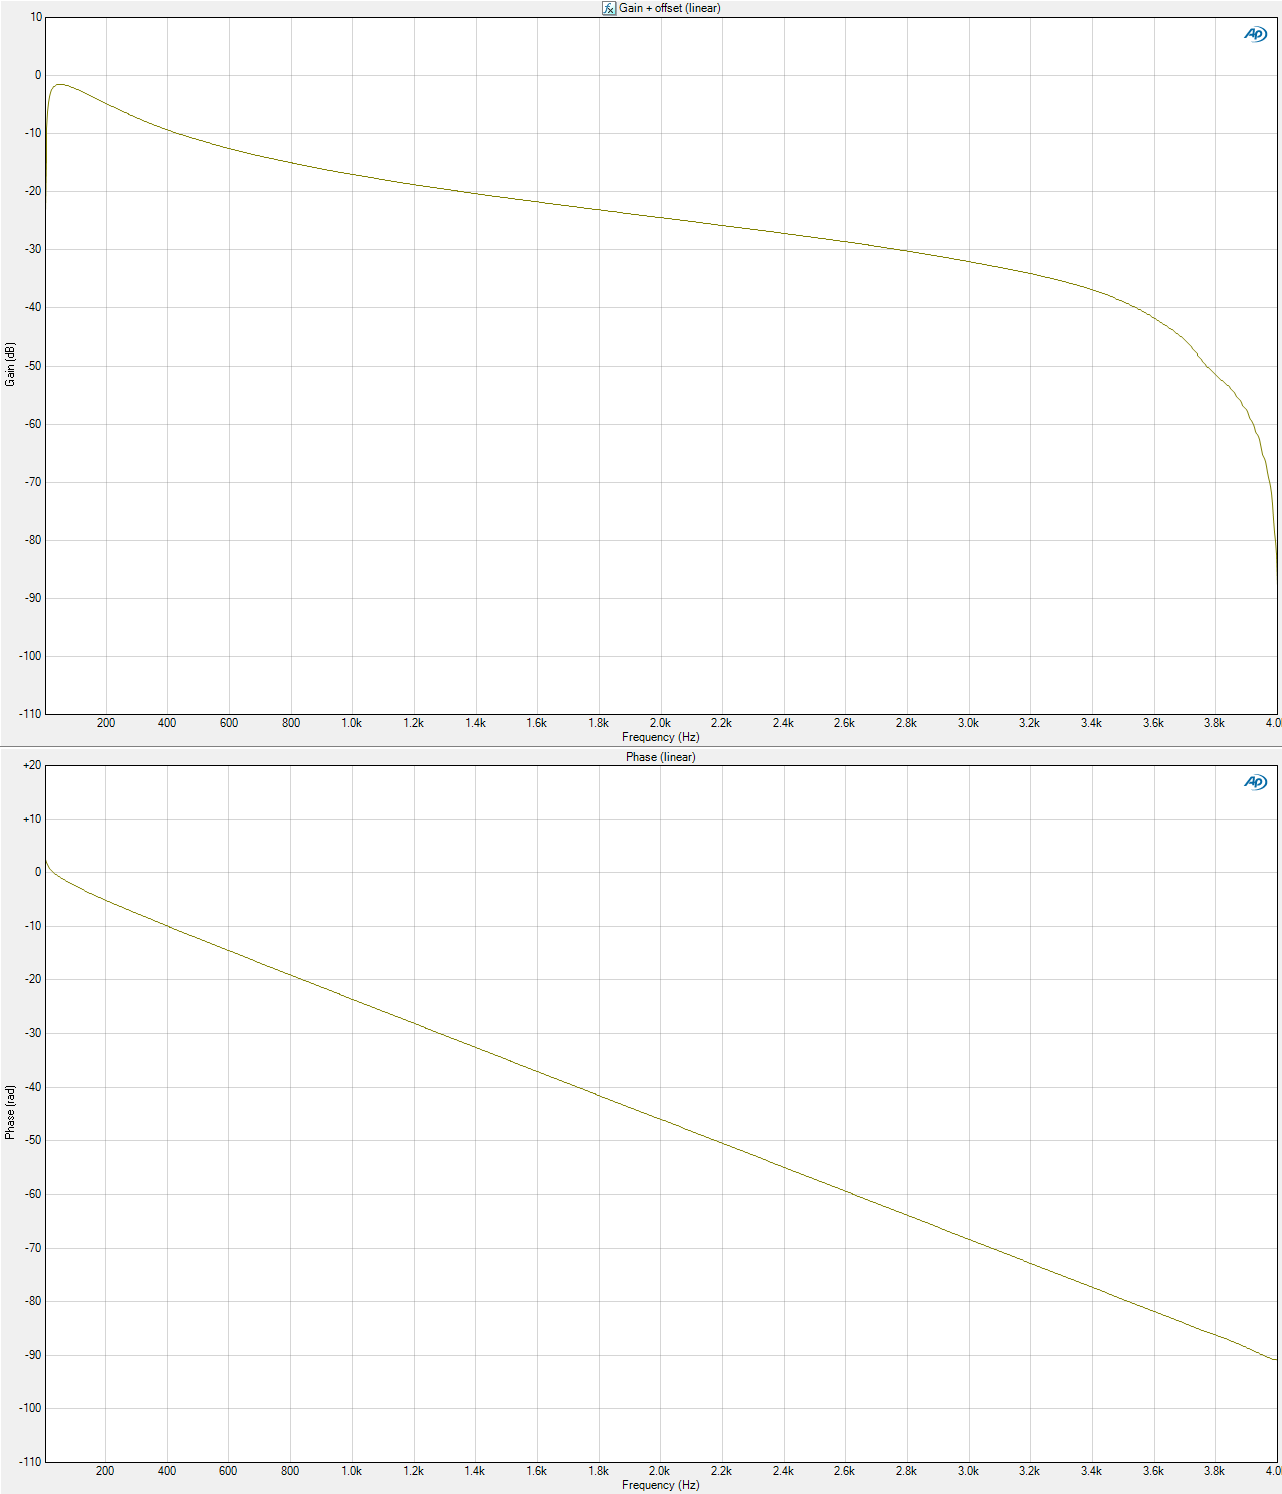 Gain + offset (linear)
AP
10
0
-10
-20
-30
-40
-50
-60
-70
-80
-90
-100
-110
Gain (dB)
200 400 600 800 1.0k 1.2k 1.4k 1.6k 1.8k 2.0k 2.2k 2.4k 2.6k 2.8k 3.0k 3.2k 3.4k 3.6k 3.8k 4.0
Frequency (Hz)
Phase (linear)
AP
+20
+10
0
-10
-20
-30
-40
-50
-60
-70
-80
-90
-100
-110
Phase (rad)
200 400 600 800 1.0k 1.2k 1.4k 1.6k 1.8k 2.0k 2.2k 2.4k 2.6k 2.8k 3.0k 3.2k 3.4k 3.6k 3.8k 4.0
Frequency (Hz)